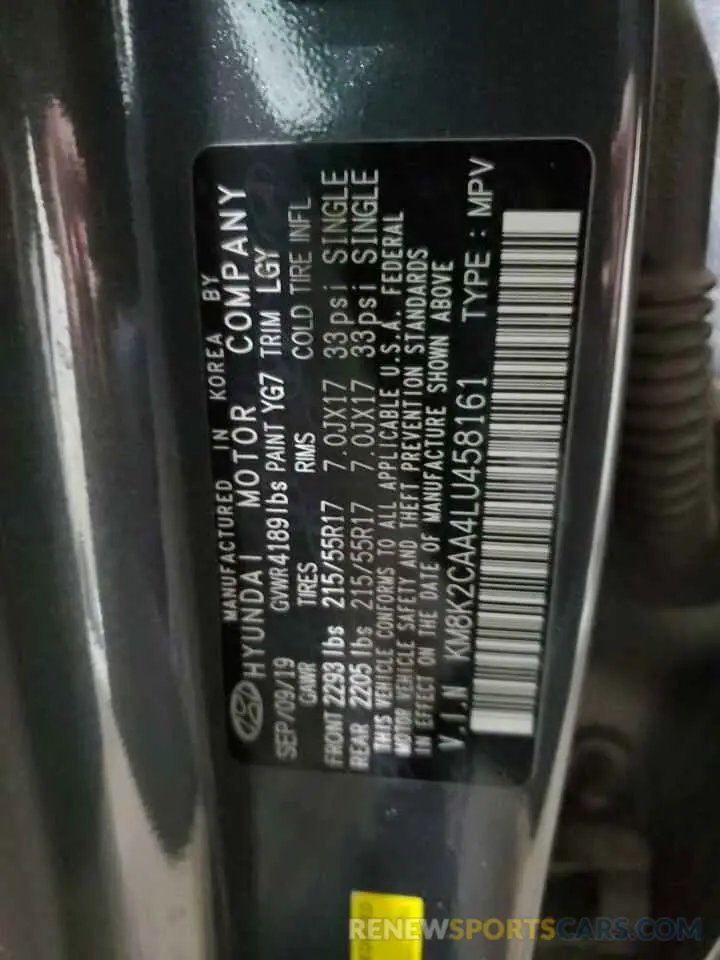 MANUFACTURED IN KOREA BY
HYUNDAI MOTOR COMPANY
SEP/09/19 GVWR 4189lbs PAINT YG7 TRIM LGY
GAWR TIRES RIMS COLD TIRE INFL
FRONT 2293lbs 215/55R17 7.0JX17 33psi SINGLE
REAR 2205lbs 215/55R17 7.0JX17 33psi SINGLE
THIS VEHICLE CONFORMS TO ALL APPLICABLE U.S.A. FEDERAL
MOTOR VEHICLE SAFETY AND THEFT PREVENTION STANDARDS
IN EFFECT ON THE DATE OF MANUFACTURE SHOWN ABOVE
V.I.N KM8K2CAA4LU458161 TYPE : MPV
RENEWSPORTSCARS.COM